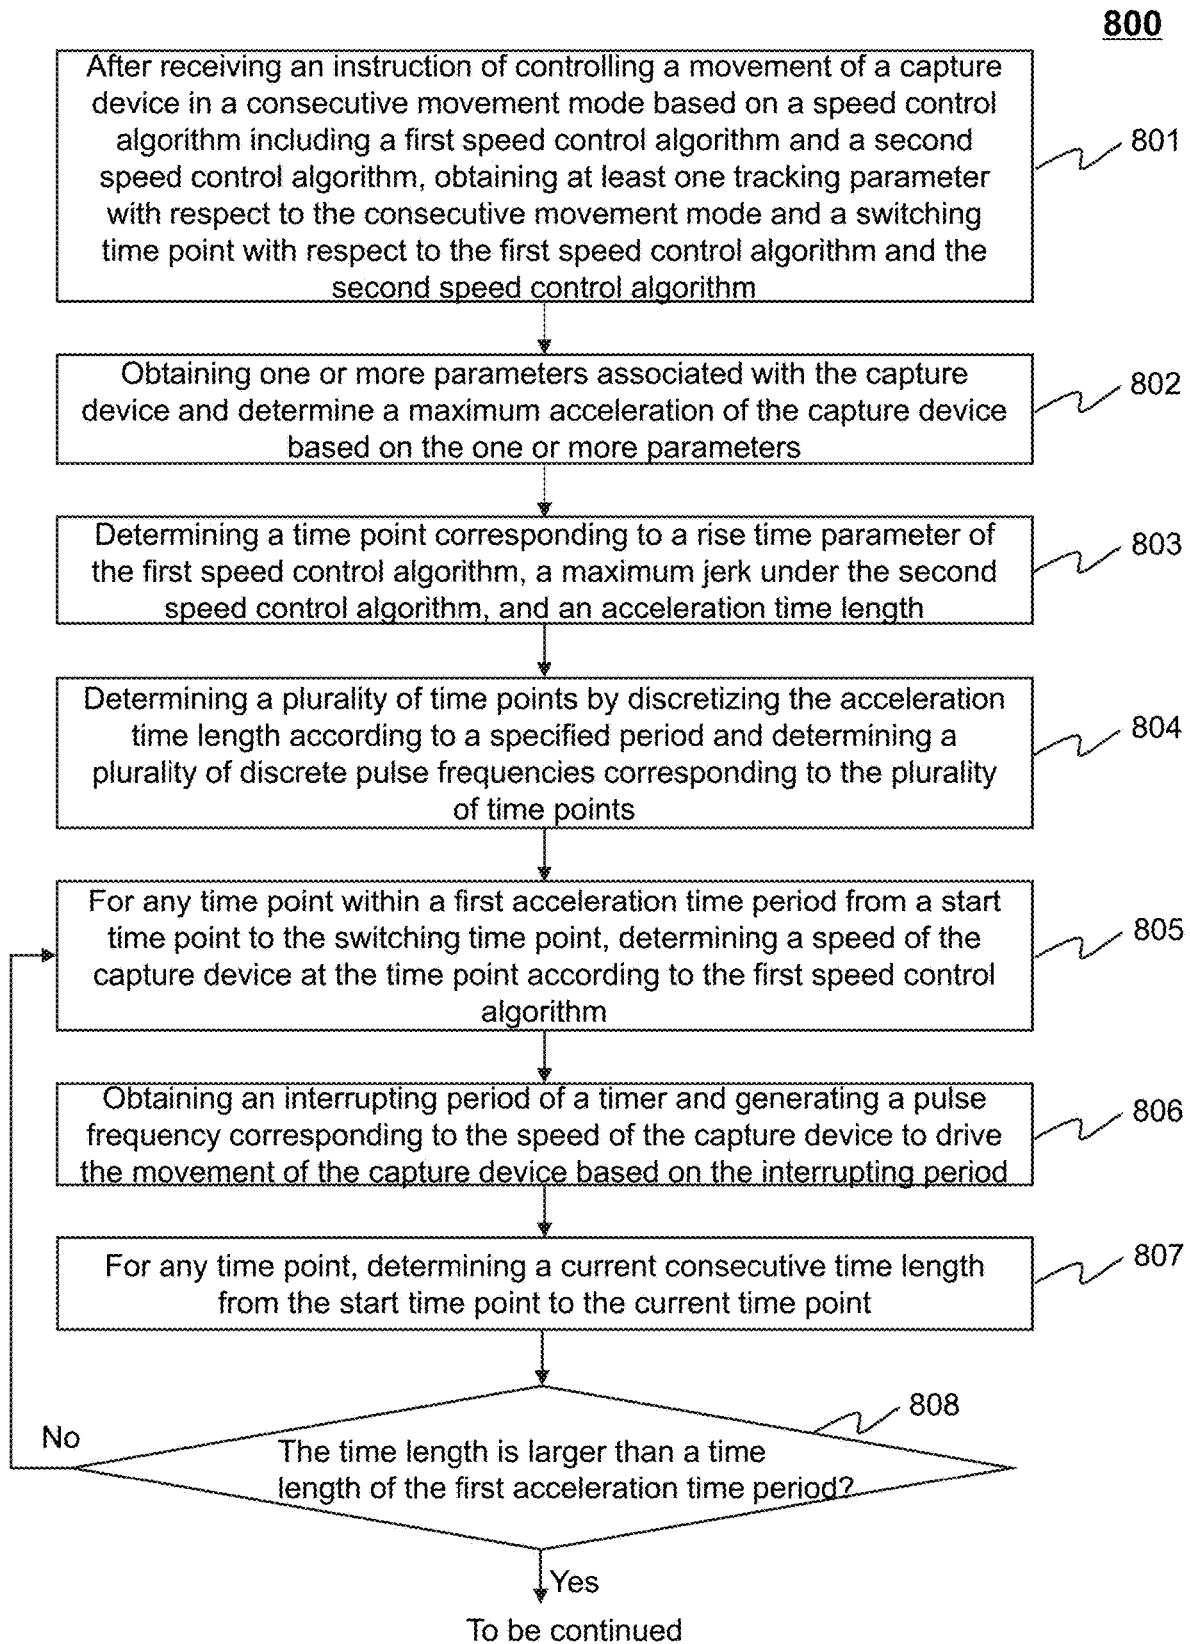 800
After receiving an instruction of controlling a movement of a capture
device in a consecutive movement mode based on a speed control
algorithm including a first speed control algorithm and a second
speed control algorithm, obtaining at least one tracking parameter
with respect to the consecutive movement mode and a switching
time point with respect to the first speed control algorithm and the
second speed control algorithm
801
Obtaining one or more parameters associated with the capture
device and determine a maximum acceleration of the capture device
based on the one or more parameters
802
Determining a time point corresponding to a rise time parameter of
the first speed control algorithm, a maximum jerk under the second
speed control algorithm, and an acceleration time length
803
Determining a plurality of time points by discretizing the acceleration
time length according to a specified period and determining a
plurality of discrete pulse frequencies corresponding to the plurality
of time points
804
For any time point within a first acceleration time period from a start
time point to the switching time point, determining a speed of the
capture device at the time point according to the first speed control
algorithm
805
Obtaining an interrupting period of a timer and generating a pulse
frequency corresponding to the speed of the capture device to drive
the movement of the capture device based on the interrupting period
806
For any time point, determining a current consecutive time length
from the start time point to the current time point
807
808
No
The time length is larger than a time
length of the first acceleration time period?
Yes
To be continued